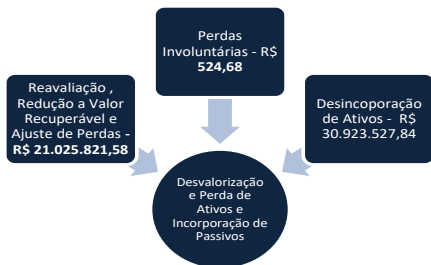 Perdas
Involuntárias - R$
524,68
Reavaliação ,
Redução a Valor
Recuperável e
Ajuste de Perdas -
R$ 21.025.821,58
Desincoporação
de Ativos - R$
30.923.527,84
Desvalorização
e Perda de
Ativos e
Incorporação de
Passivos